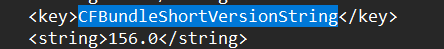 <key>CFBundleShortVersionString</key>
<string>156.0</string>